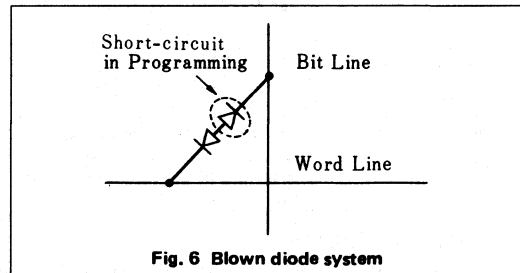 Short-circuit
in Programming
Bit Line
Word Line
Fig. 6 Blown diode system